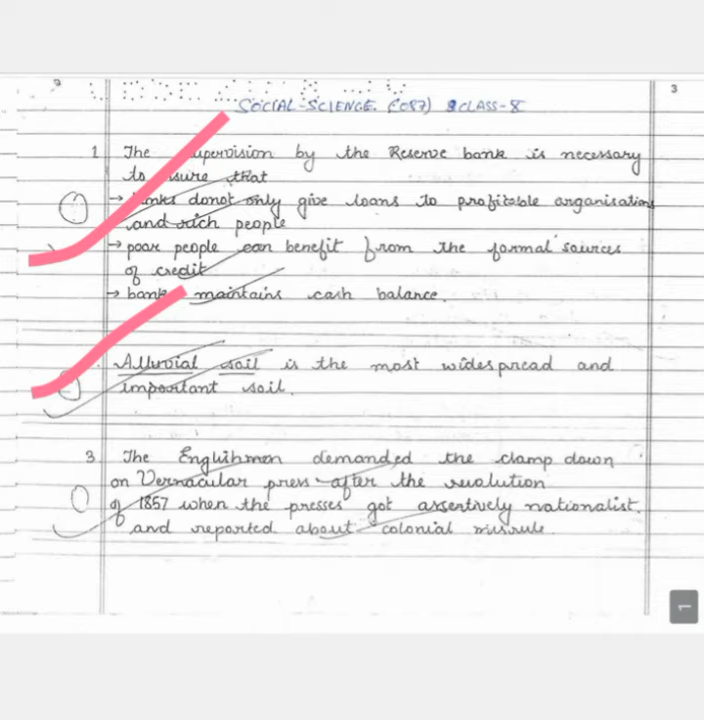 3
SOCIAL-SCIENCE (087) CLASS-X
1 The supervision by the Reserve bank is necessary
to insure that
→ banks donot only give loans to profitable organisations
and rich people
→ poor people can benefit from the formal sources
of credit
→ bank maintains cash balance.
Alluvial soil is the most widespread and
important soil.
3 The Englishmen demanded the clamp down
on Vernacular press after the revolution
of 1857 when the presses got assertively nationalist.
and reported about colonial misrule.
1